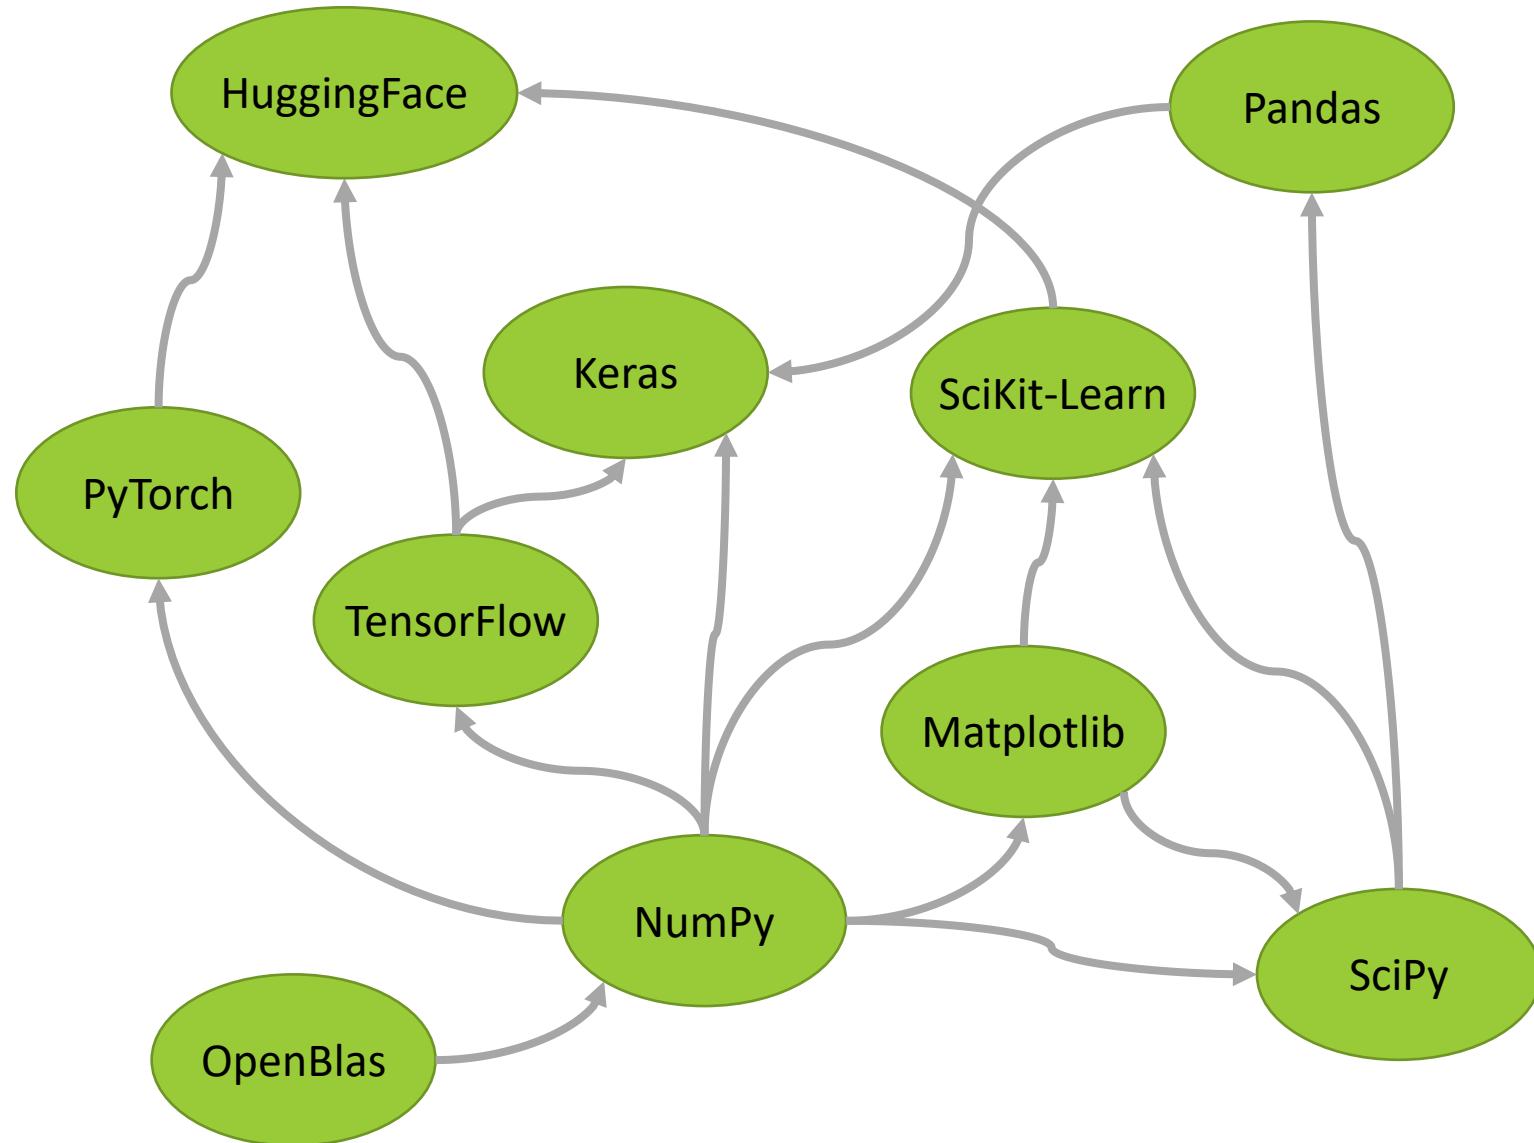 HuggingFace
Pandas
Keras
SciKit-Learn
PyTorch
TensorFlow
Matplotlib
NumPy
SciPy
OpenBlas